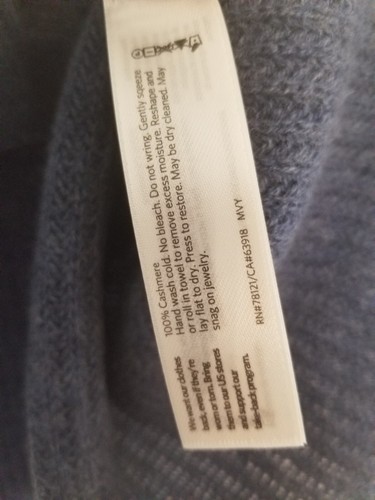 100% Cashmere
Hand wash cold. No bleach. Do not wring. Gently squeeze
or roll in towel to remove excess moisture. Reshape and
lay flat to dry. Press to restore. May be dry cleaned. May
snag on jewelry.
RN#78121/CA#63918 MVY
We want our clothes
back, even if they're
worn or torn. Bring
them to our US stores
and support our
take-back program.